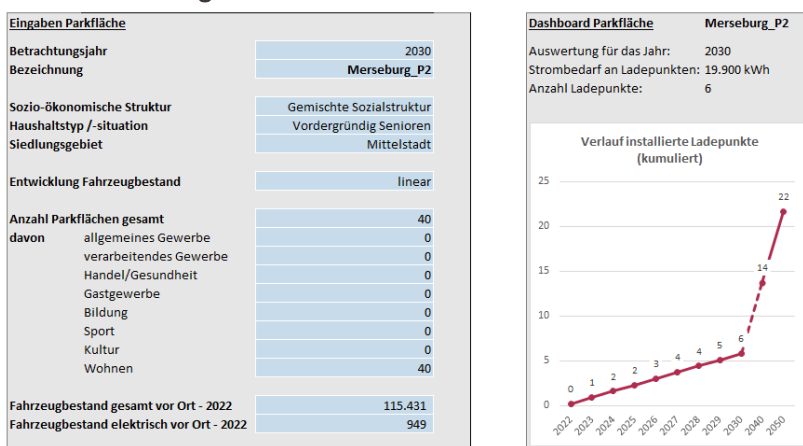 Eingaben Parkfläche
Betrachtungsjahr 2030
Bezeichnung Merseburg_P2
Sozio-ökonomische Struktur Gemischte Sozialstruktur
Haushaltstyp /-situation Vordergründig Senioren
Siedlungsgebiet Mittelstadt
Entwicklung Fahrzeugbestand linear
Anzahl Parkflächen gesamt 40
davon allgemeines Gewerbe 0
verarbeitendes Gewerbe 0
Handel/Gesundheit 0
Gastgewerbe 0
Bildung 0
Sport 0
Kultur 0
Wohnen 40
Fahrzeugbestand gesamt vor Ort - 2022 115.431
Fahrzeugbestand elektrisch vor Ort - 2022 949
Dashboard Parkfläche Merseburg_P2
Auswertung für das Jahr: 2030
Strombedarf an Ladepunkten: 19.900 kWh
Anzahl Ladepunkte: 6
Verlauf installierte Ladepunkte
(kumuliert)
25
20
15
10
5
0
0 1 2 2 3 4 4 5 6 14 22
2022 2023 2024 2025 2026 2027 2028 2029 2030 2040 2050